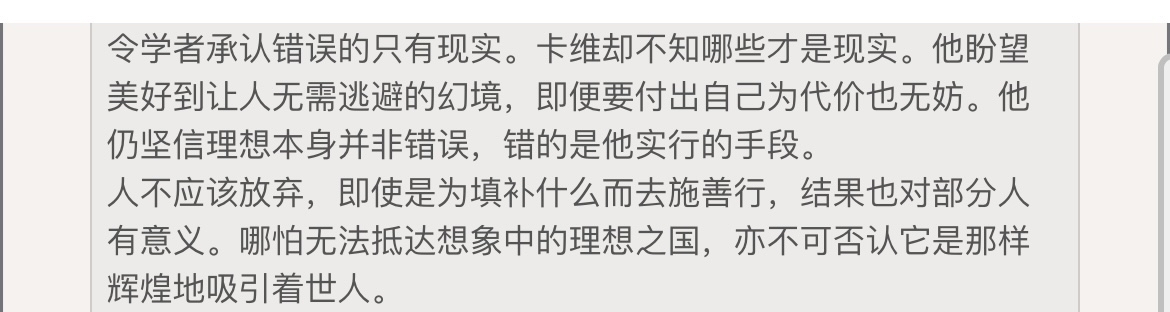 令学者承认错误的只有现实。卡维却不知哪些才是现实。他盼望
美好到让人无需逃避的幻境，即便要付出自己为代价也无妨。他
仍坚信理想本身并非错误，错的是他实行的手段。
人不应该放弃，即使是为填补什么而去施善行，结果也对部分人
有意义。哪怕无法抵达想象中的理想之国，亦不可否认它是那样
辉煌地吸引着世人。